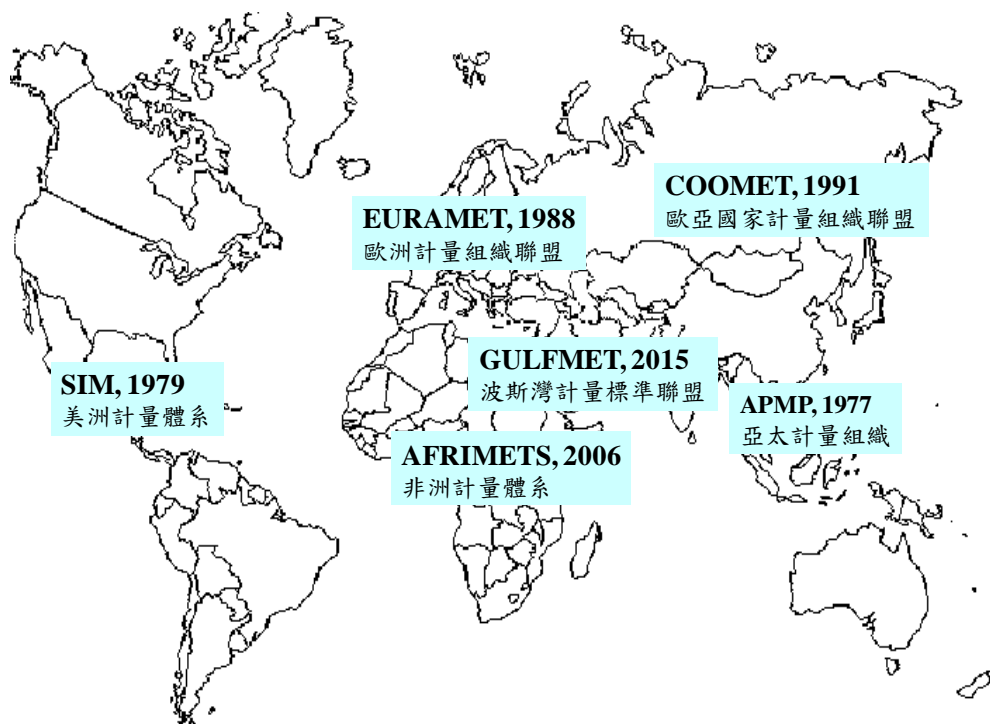 COOMET, 1991
歐亞國家計量組織聯盟
EURAMET, 1988
歐洲計量組織聯盟
GULFMET, 2015
波斯灣計量標準聯盟
SIM, 1979
美洲計量體系
APMP, 1977
亞太計量組織
AFRIMETS, 2006
非洲計量體系